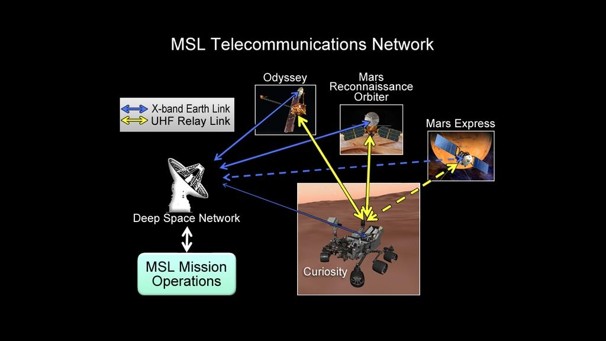 MSL Telecommunications Network
Odyssey
Mars
Reconnaissance
Orbiter
X-band Earth Link
UHF Relay Link
Mars Express
Deep Space Network
Curiosity
MSL Mission
Operations